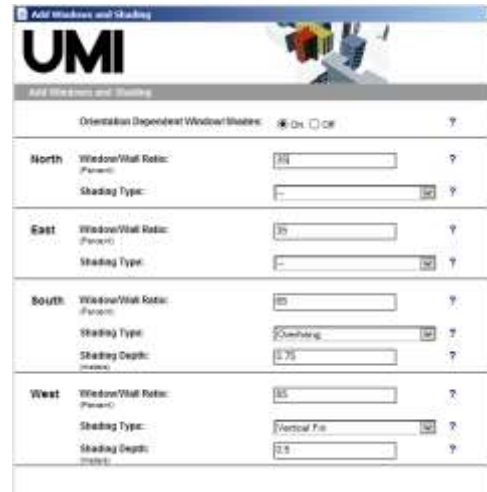 Add Windows and Shading
UMI
Add Windows and Shading
Orientation Dependent Window/Shades: On Off ?
North Window/Wall Ratio: ?
(Percent)
Shading Type: -- ?
East Window/Wall Ratio: 35 ?
(Percent)
Shading Type: -- ?
South Window/Wall Ratio: 65 ?
(Percent)
Shading Type: Overhang ?
Shading Depth: 0.75 ?
(meters)
West Window/Wall Ratio: ?
(Percent)
Shading Type: Vertical Fin ?
Shading Depth: 0.5 ?
(meters)